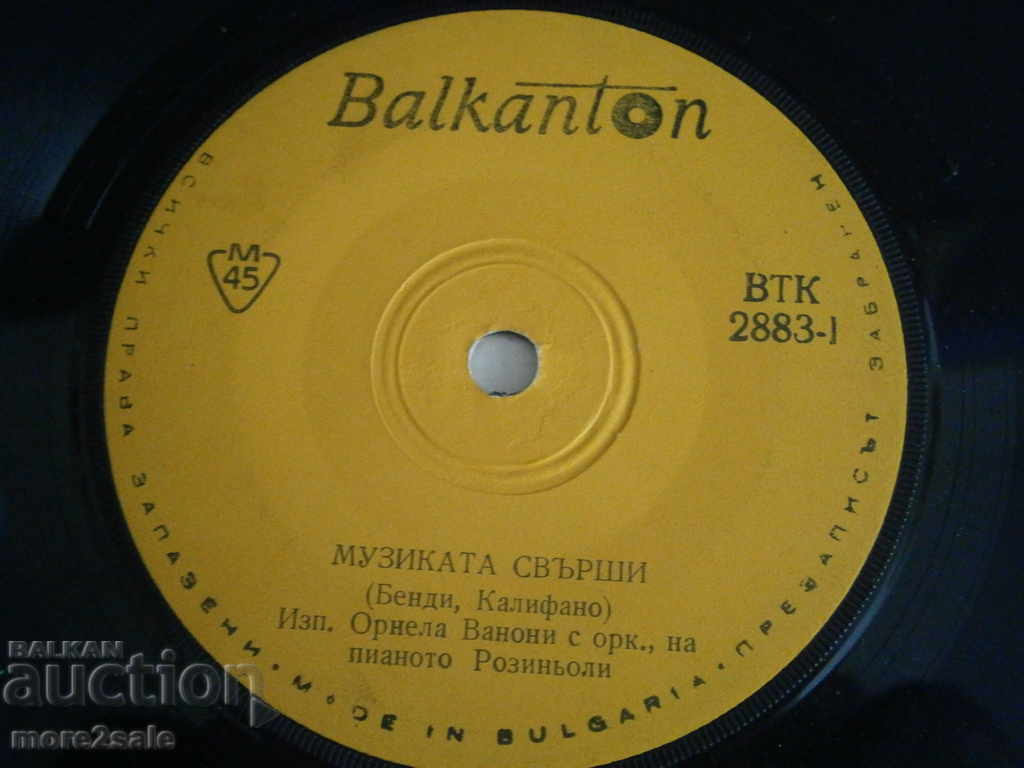 Balkanton
M
45
ВТК
2883-I
МУЗИКАТА СВЪРШИ
(Бенди, Калифано)
Изп. Орнела Ванони с орк., на
пианото Розиньоли
ВСИЧКИ ПРАВА ЗАПАЗЕНИ • MADE IN BULGARIA • ПРЕЗАПИСЪТ ЗАБРАНЕН
BALKAN
auction
more2sale